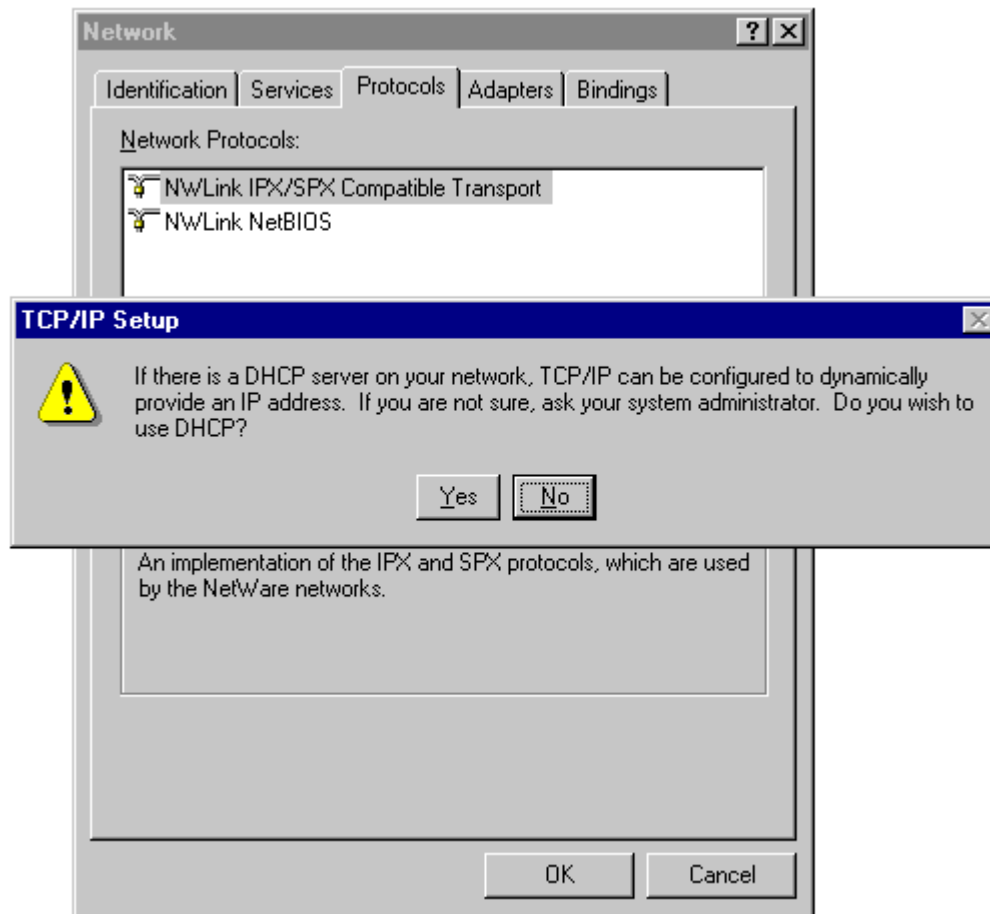 Network
Identification Services Protocols Adapters Bindings
Network Protocols:
NWLink IPX/SPX Compatible Transport
NWLink NetBIOS
TCP/IP Setup
If there is a DHCP server on your network, TCP/IP can be configured to dynamically
provide an IP address.  If you are not sure, ask your system administrator.  Do you wish to
use DHCP?
Yes No
An implementation of the IPX and SPX protocols, which are used
by the NetWare networks.
OK Cancel